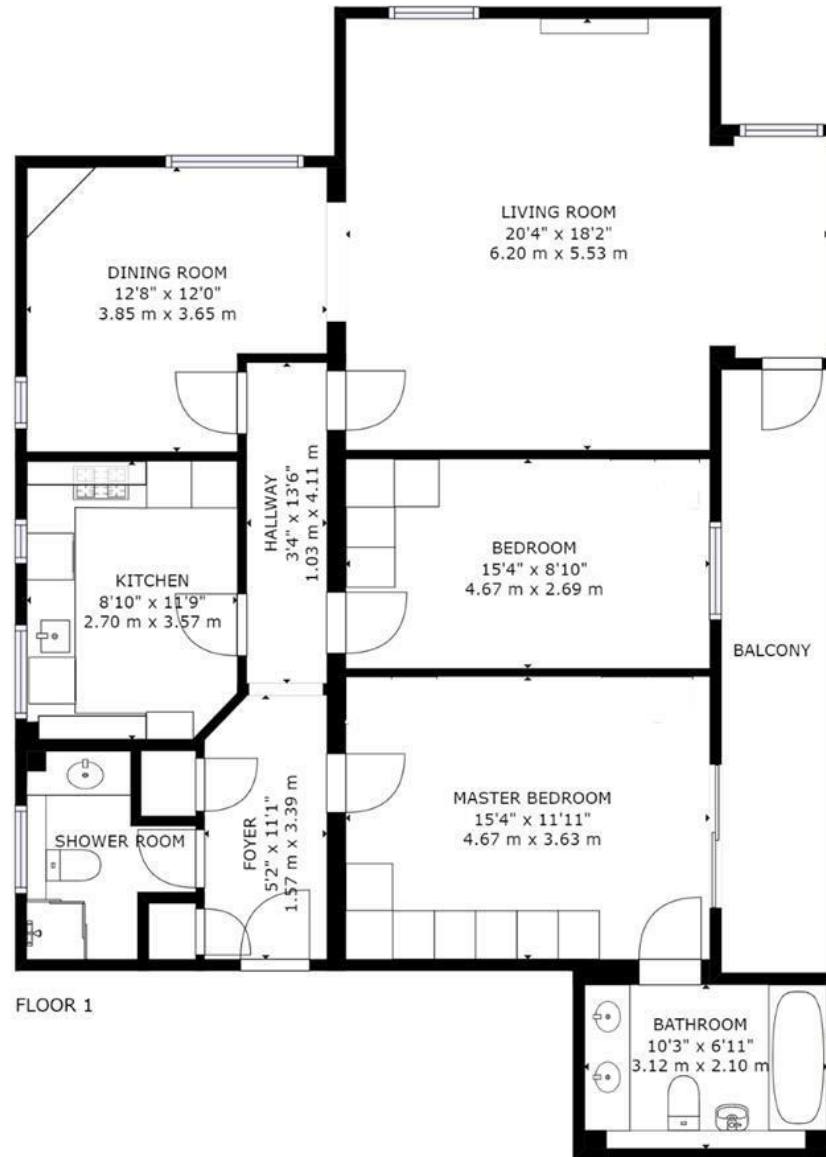 LIVING ROOM
20'4" x 18'2"
6.20 m x 5.53 m
DINING ROOM
12'8" x 12'0"
3.85 m x 3.65 m
HALLWAY
3'4" x 13'6"
1.03 m x 4.11 m
KITCHEN
8'10" x 11'9"
2.70 m x 3.57 m
BEDROOM
15'4" x 8'10"
4.67 m x 2.69 m
BALCONY
MASTER BEDROOM
15'4" x 11'11"
4.67 m x 3.63 m
SHOWER ROOM
FOYER
5'2" x 11'1"
1.57 m x 3.39 m
FLOOR 1
BATHROOM
10'3" x 6'11"
3.12 m x 2.10 m